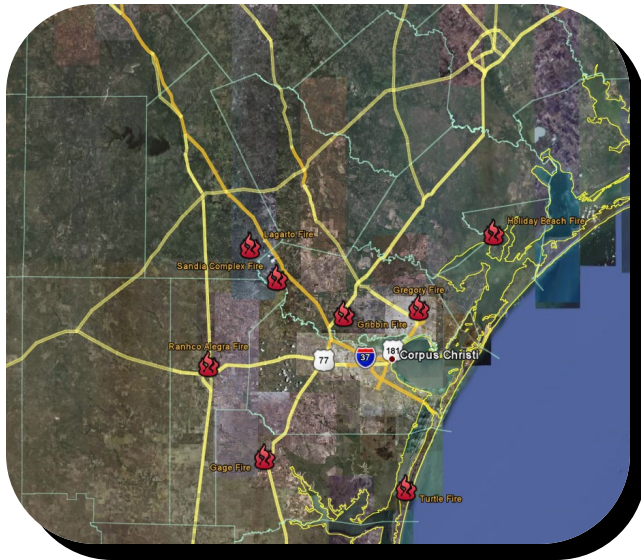 Holiday Beach Fire
Lagarto Fire
Sandia Complex Fire
Gregory Fire
Gribbin Fire
Ranhco Alegra Fire
77
37
181
Corpus Christi
Gage Fire
Turtle Fire